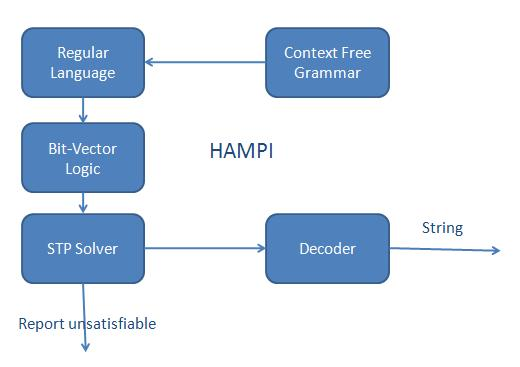 Regular
Language
Context Free
Grammar
Bit-Vector
Logic
HAMPI
STP Solver
Decoder
String
Report unsatisfiable